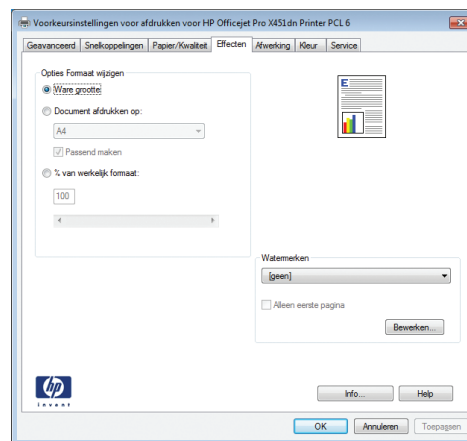 Voorkeursinstellingen voor afdrukken voor HP Officejet Pro X451dn Printer PCL 6
Geavanceerd Snelkoppelingen Papier/Kwaliteit Effecten Afwerking Kleur Service
Opties Formaat wijzigen
Ware grootte
Document afdrukken op:
A4
Passend maken
% van werkelijk formaat:
100
E
Watermerken
[geen]
Alleen eerste pagina
Bewerken...
hp
invent
Info... Help
OK Annuleren Toepassen